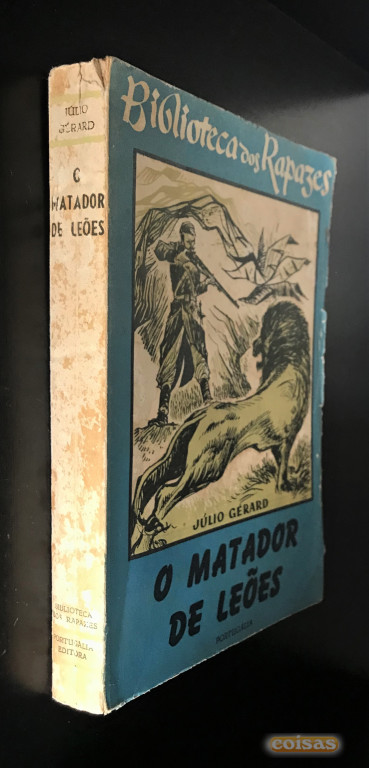 JÚLIO
GÉRARD
O
MATADOR
DE LEÕES
BIBLIOTECA
DOS RAPAZES
PORTUGÁLIA
EDITORA
Biblioteca dos Rapazes
JÚLIO GÉRARD
O MATADOR
DE LEÕES
PORTUGÁLIA
coisas